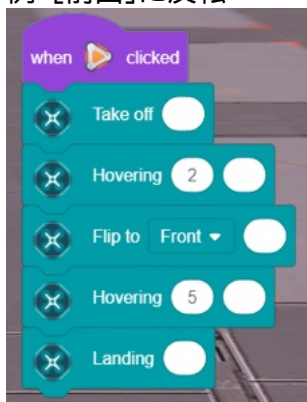 when clicked
Take off
Hovering 2
Flip to Front
Hovering 5
Landing